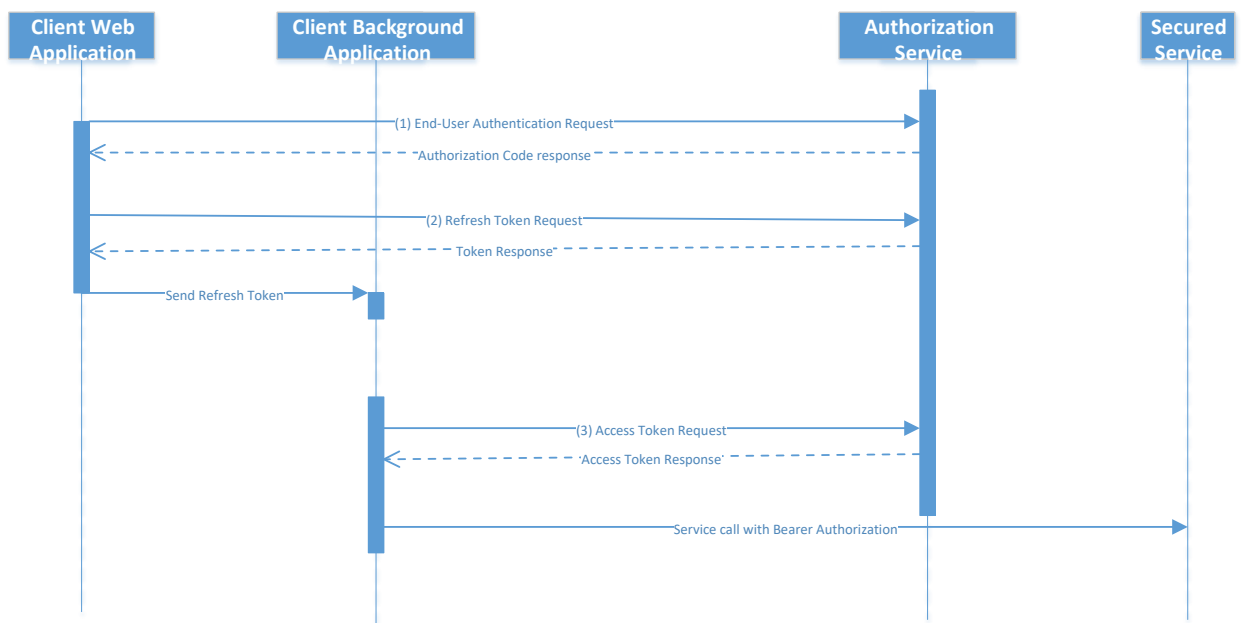 Client Web
Application
Client Background
Application
Authorization
Service
Secured
Service
(1) End-User Authentication Request
Authorization Code response
(2) Refresh Token Request
Token Response
Send Refresh Token
(3) Access Token Request
Access Token Response
Service call with Bearer Authorization